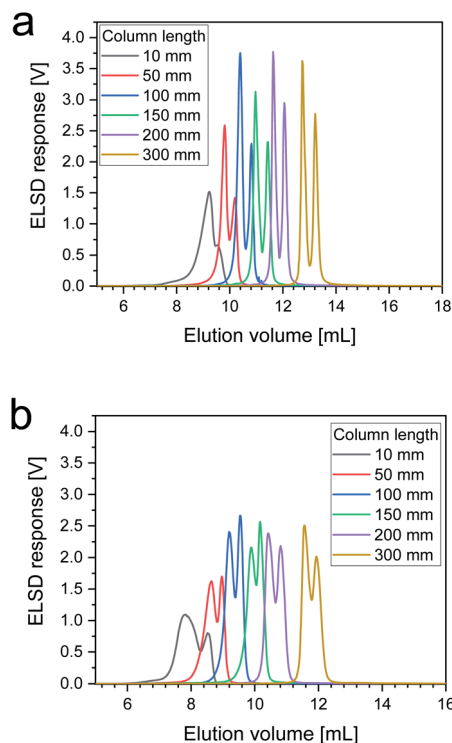 a
Column length
10 mm
50 mm
100 mm
150 mm
200 mm
300 mm
ELSD response [V]
4.0
3.5
3.0
2.5
2.0
1.5
1.0
0.5
0.0
6 8 10 12 14 16 18
Elution volume [mL]
b
Column length
10 mm
50 mm
100 mm
150 mm
200 mm
300 mm
ELSD response [V]
4.0
3.5
3.0
2.5
2.0
1.5
1.0
0.5
0.0
6 8 10 12 14 16
Elution volume [mL]